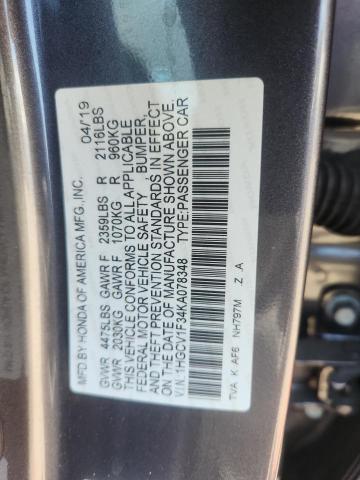 MFD. BY HONDA OF AMERICA MFG., INC. 04/19
GVWR 4475LBS GAWR F 2359LBS R 2116LBS
GVWR 2030KG GAWR F 1070KG R 960KG
THIS VEHICLE CONFORMS TO ALL APPLICABLE
FEDERAL MOTOR VEHICLE SAFETY , BUMPER,
AND THEFT PREVENTION STANDARDS IN EFFECT
ON THE DATE OF MANUFACTURE SHOWN ABOVE.
V.I.N.:1HGCV1F34KA078348 TYPE:PASSENGER CAR
TVA K AF6 NH797M Z .A